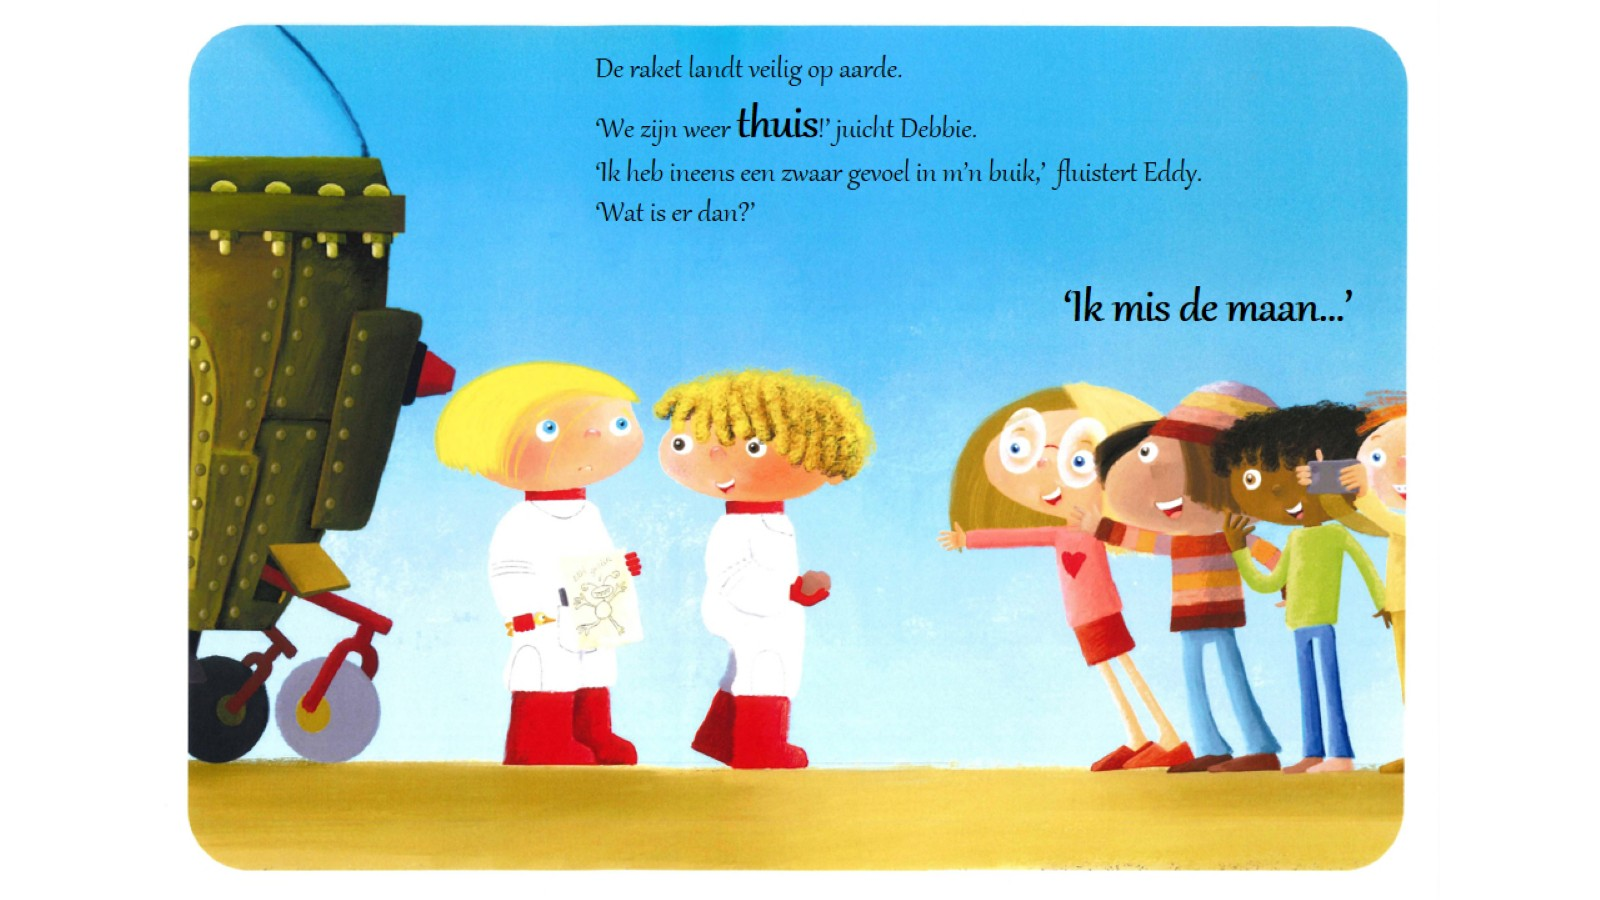 De raket landt veilig op aarde.
‘We zijn weer thuis!’ juicht Debbie.
‘Ik heb ineens een zwaar gevoel in m’n buik,’ fluistert Eddy.
‘Wat is er dan?’
‘Ik mis de maan...’